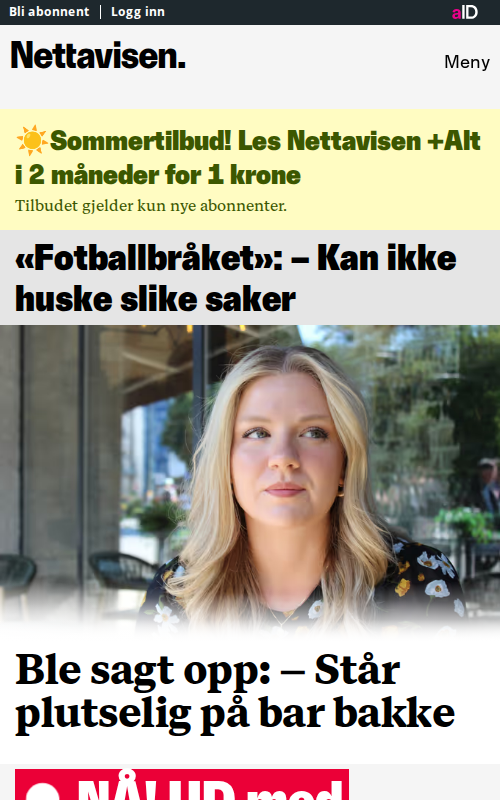 Bli abonnent
Logg inn
aID
Nettavisen.
Meny
Sommertilbud! Les Nettavisen +Alt
i 2 måneder for 1 krone
Tilbudet gjelder kun nye abonnenter.
«Fotballbråket»: – Kan ikke
huske slike saker
Ble sagt opp: – Står
plutselig på bar bakke